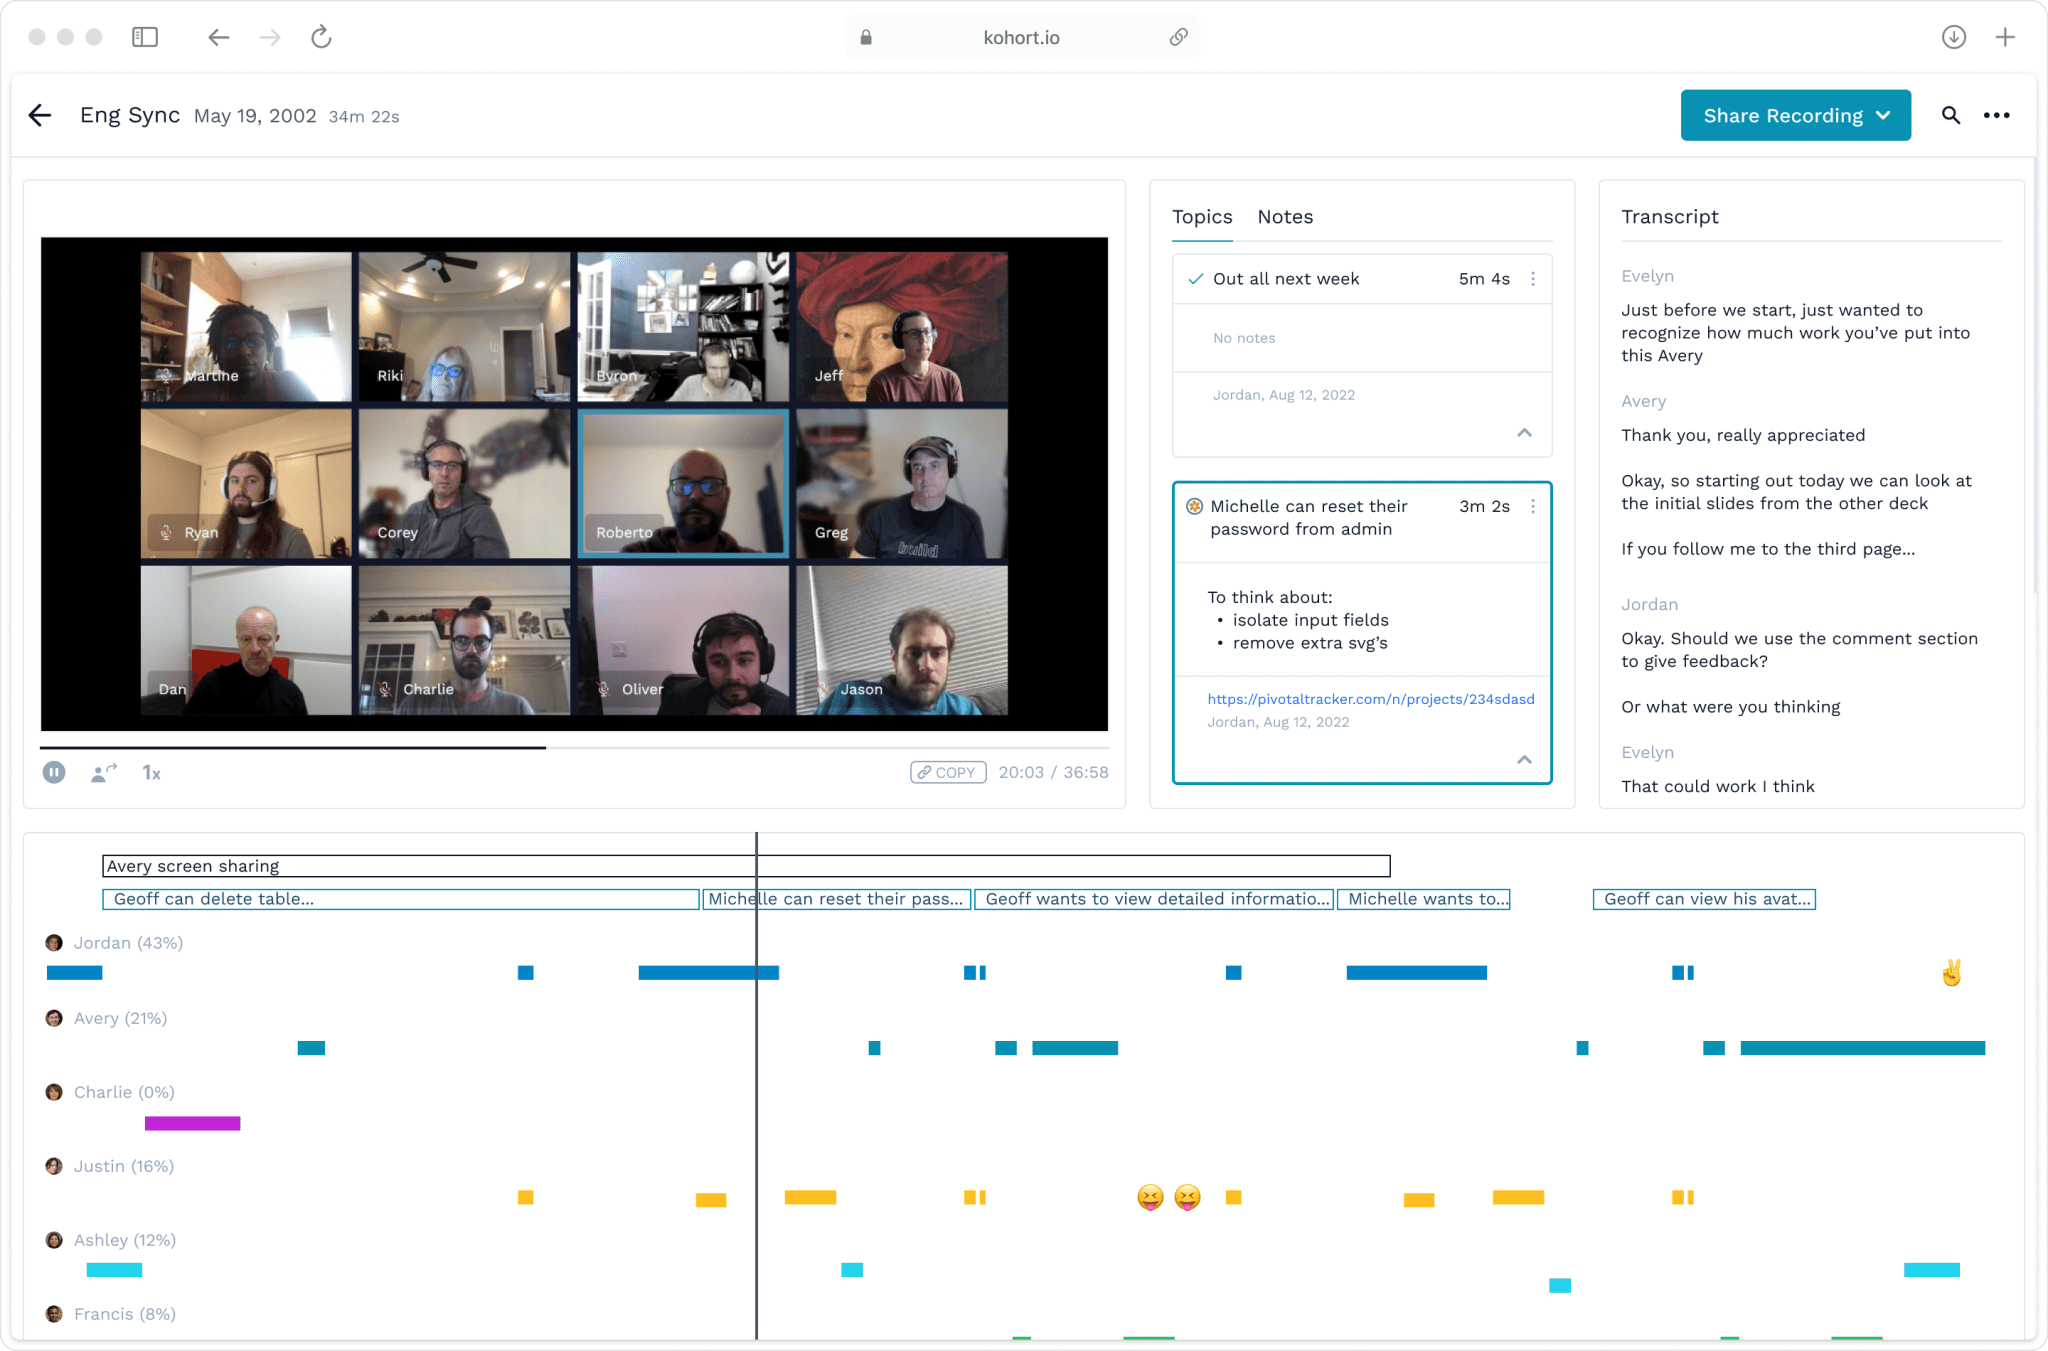 kohort.io
Eng Sync May 19, 2002 34m 22s
Share Recording
Martine
Riki
Byron
Jeff
Ryan
Corey
Roberto
Greg
build
Dan
Charlie
Oliver
Jason
1x
COPY 20:03 / 36:58
Topics Notes
Out all next week 5m 4s
No notes
Jordan, Aug 12, 2022
Michelle can reset their 3m 2s
password from admin
To think about:
• isolate input fields
• remove extra svg’s
https://pivotaltracker.com/n/projects/234sdasd
Jordan, Aug 12, 2022
Transcript
Evelyn
Just before we start, just wanted to
recognize how much work you’ve put into
this Avery
Avery
Thank you, really appreciated
Okay, so starting out today we can look at
the initial slides from the other deck
If you follow me to the third page...
Jordan
Okay. Should we use the comment section
to give feedback?
Or what were you thinking
Evelyn
That could work I think
Avery screen sharing
Geoff can delete table... Michelle can reset their pass... Geoff wants to view detailed informatio... Michelle wants to... Geoff can view his avat...
Jordan (43%)
Avery (21%)
Charlie (0%)
Justin (16%)
Ashley (12%)
Francis (8%)